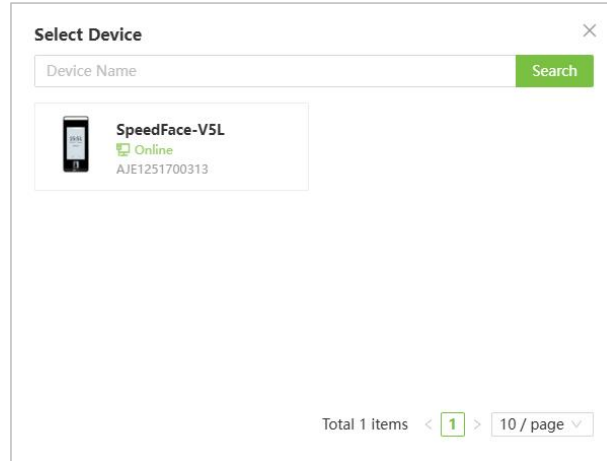 Select Device
Device Name
Search
SpeedFace-V5L
Online
AJE1251700313
Total 1 items < 1 > 10 / page